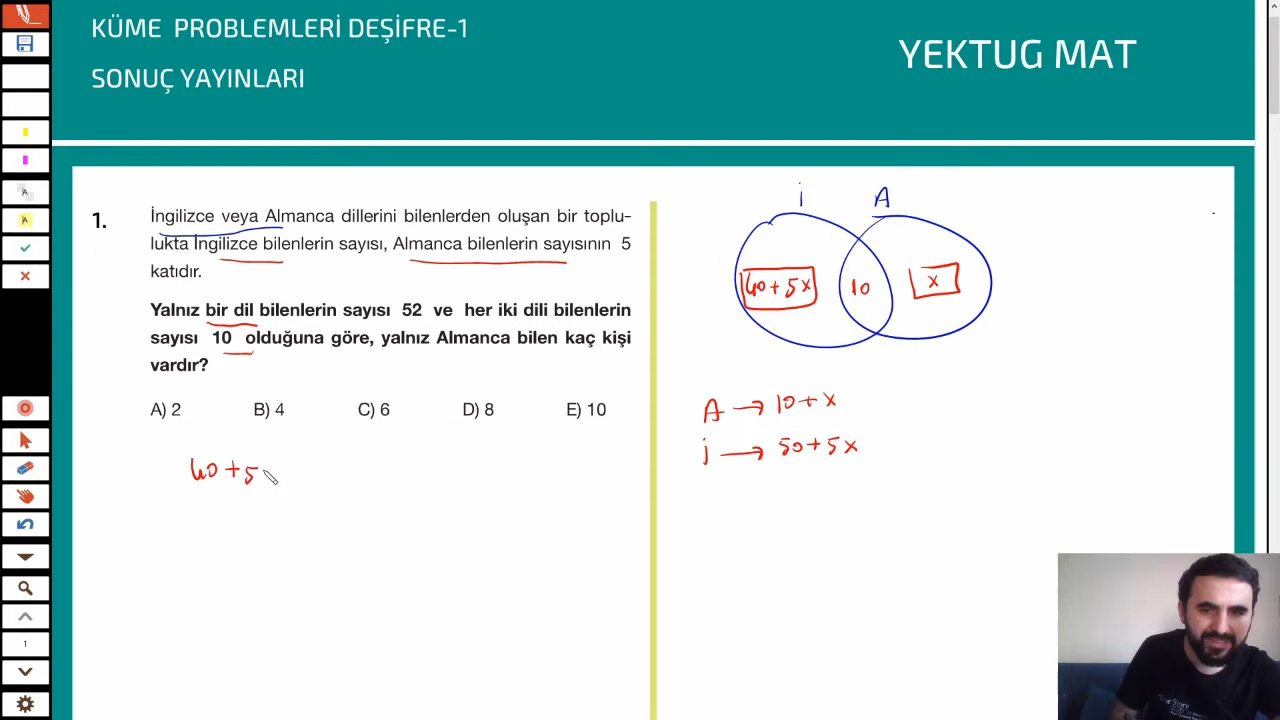 KÜME PROBLEMLERİ DEŞİFRE-1
SONUÇ YAYINLARI
YEKTUG MAT
1.
İngilizce veya Almanca dillerini bilenlerden oluşan bir toplu-
lukta İngilizce bilenlerin sayısı, Almanca bilenlerin sayısının 5
katıdır.
Yalnız bir dil bilenlerin sayısı 52 ve her iki dili bilenlerin
sayısı 10 olduğuna göre, yalnız Almanca bilen kaç kişi
vardır?
A) 2 B) 4 C) 6 D) 8 E) 10
40+5
İ A
40+5x 10 x
A → 10+x
İ → 50+5x
A
A
1